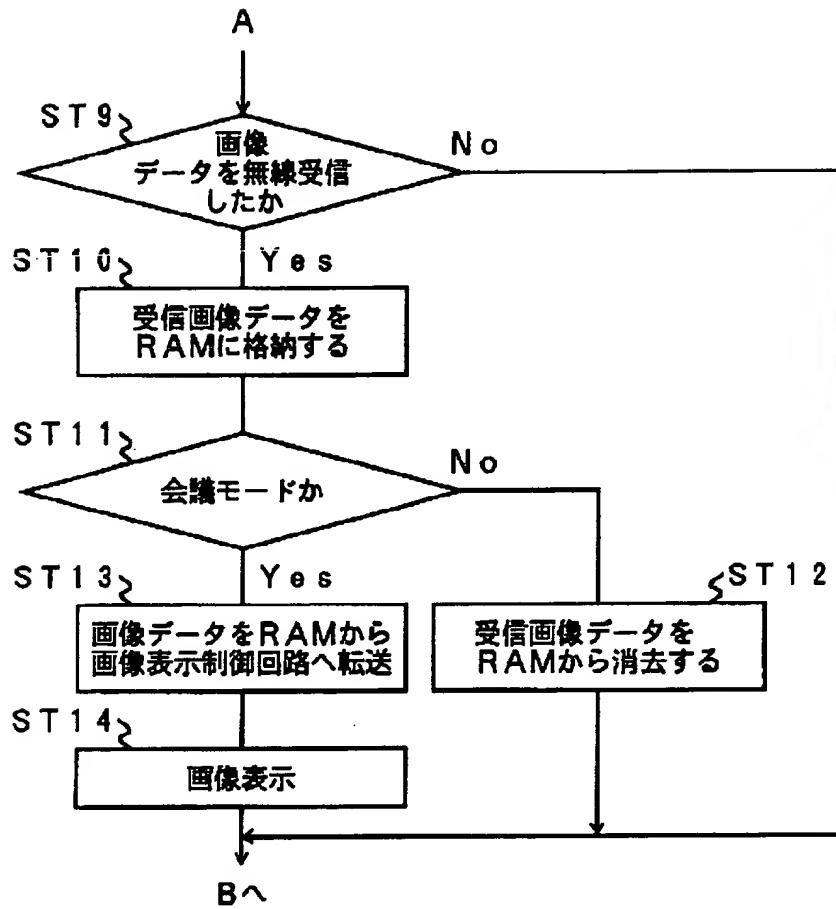 A
ST9
画像
データを無線受信
したか
No
ST10
Yes
受信画像データを
RAMに格納する
ST11
会議モードか
No
ST13
Yes
ST12
画像データをRAMから
画像表示制御回路へ転送
受信画像データを
RAMから消去する
ST14
画像表示
Bへ